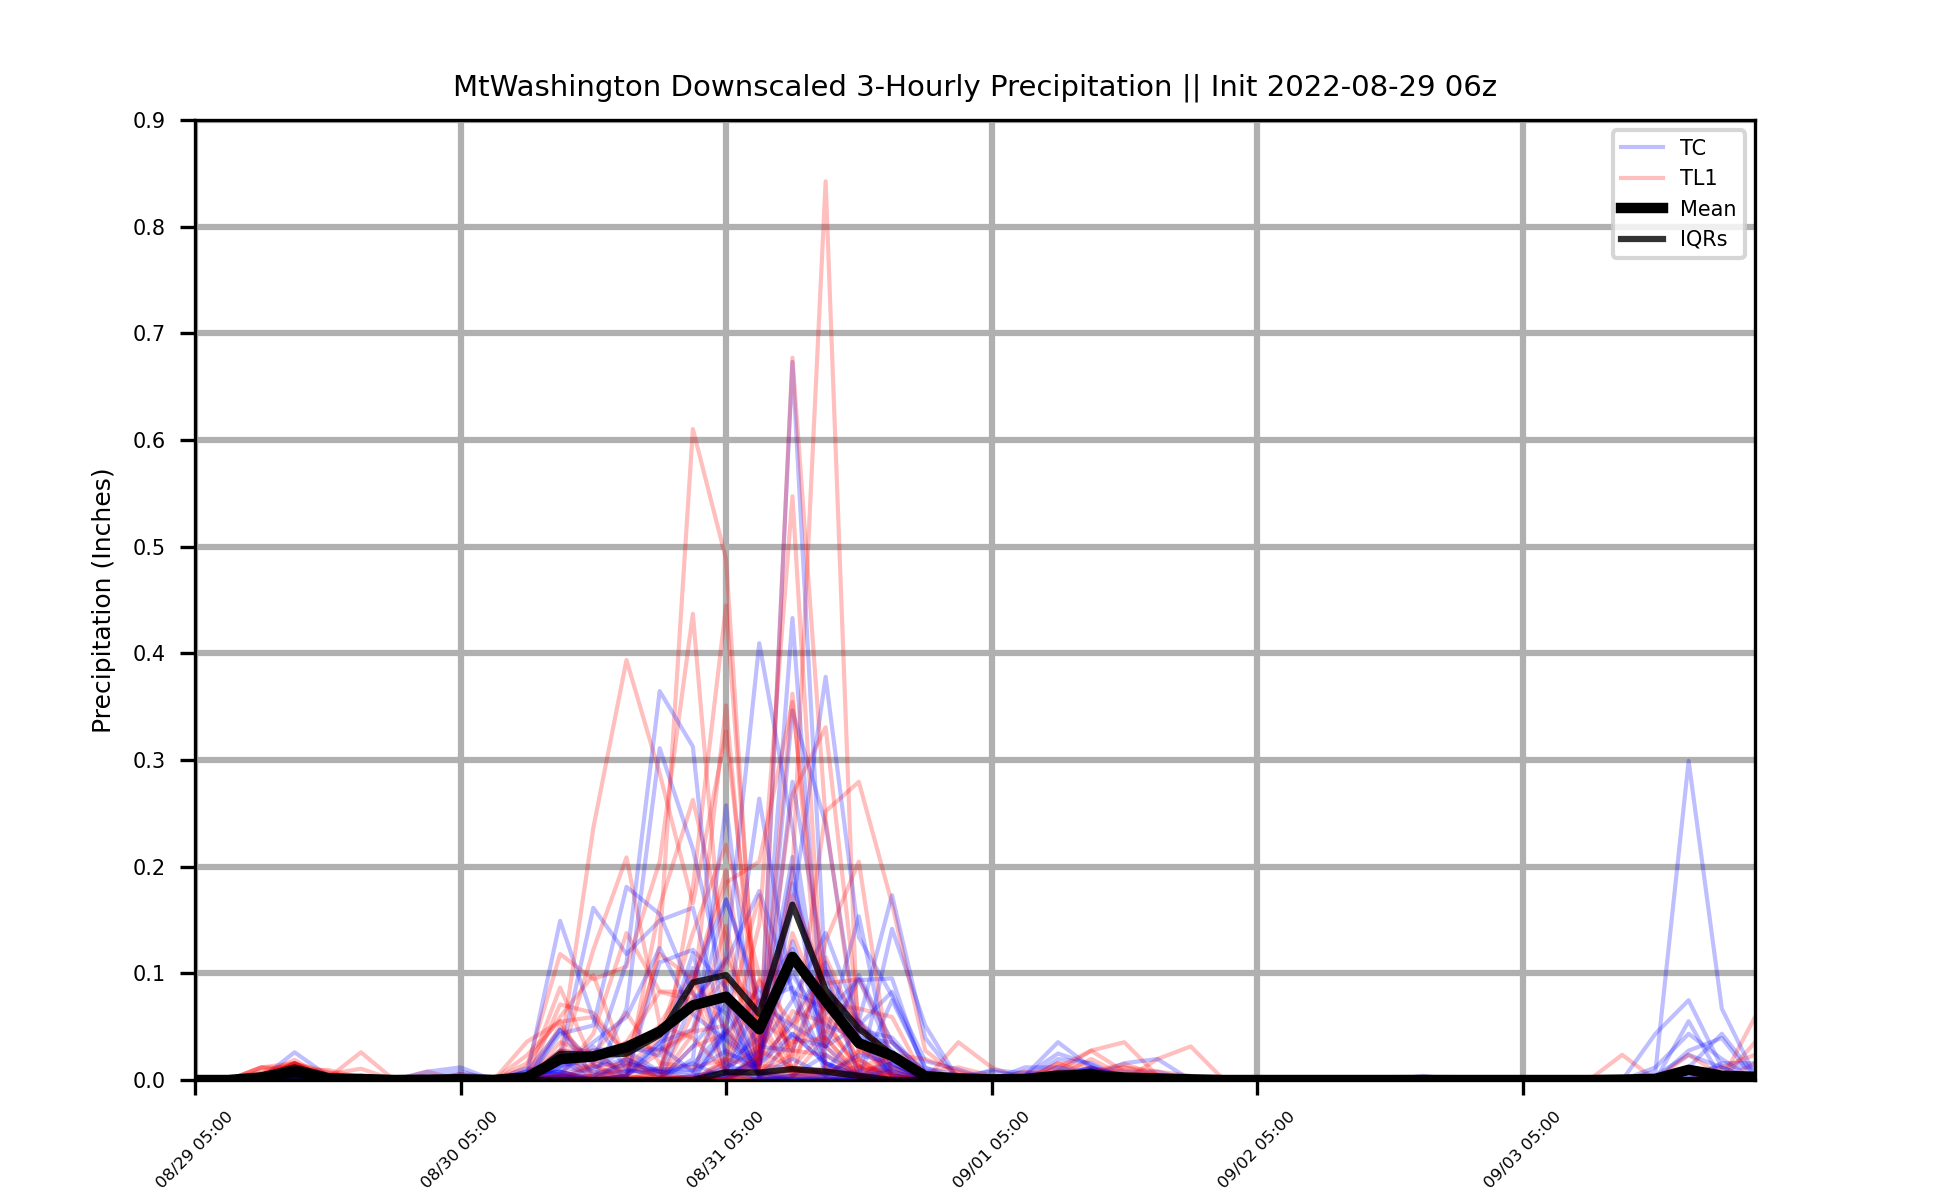 MtWashington Downscaled 3-Hourly Precipitation || Init 2022-08-29 06z
TC
TL1
Mean
IQRs
Precipitation (Inches)
0.9
0.8
0.7
0.6
0.5
0.4
0.3
0.2
0.1
0.0
08/29 05:00
08/30 05:00
08/31 05:00
09/01 05:00
09/02 05:00
09/03 05:00